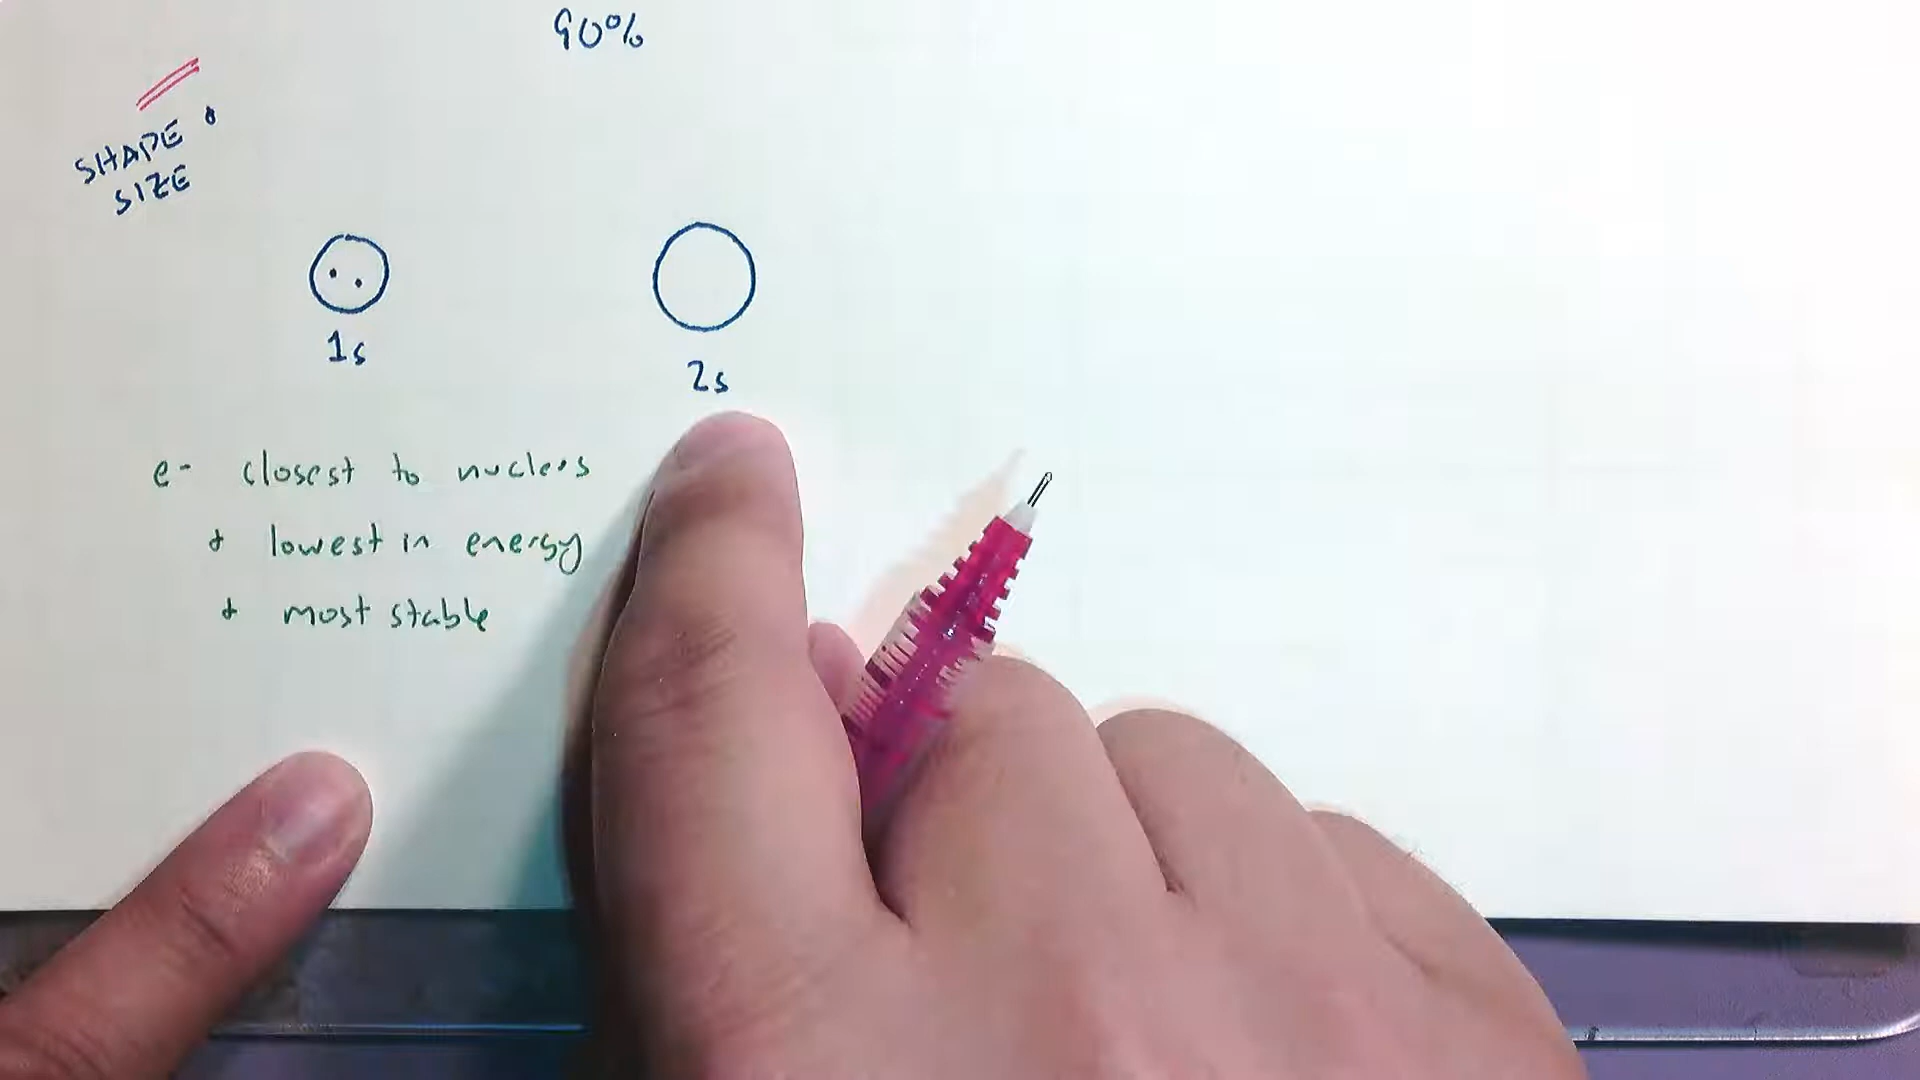 90%
SHAPE
SIZE
1s
2s
e- closest to nucleus
+ lowest in energy
+ most stable